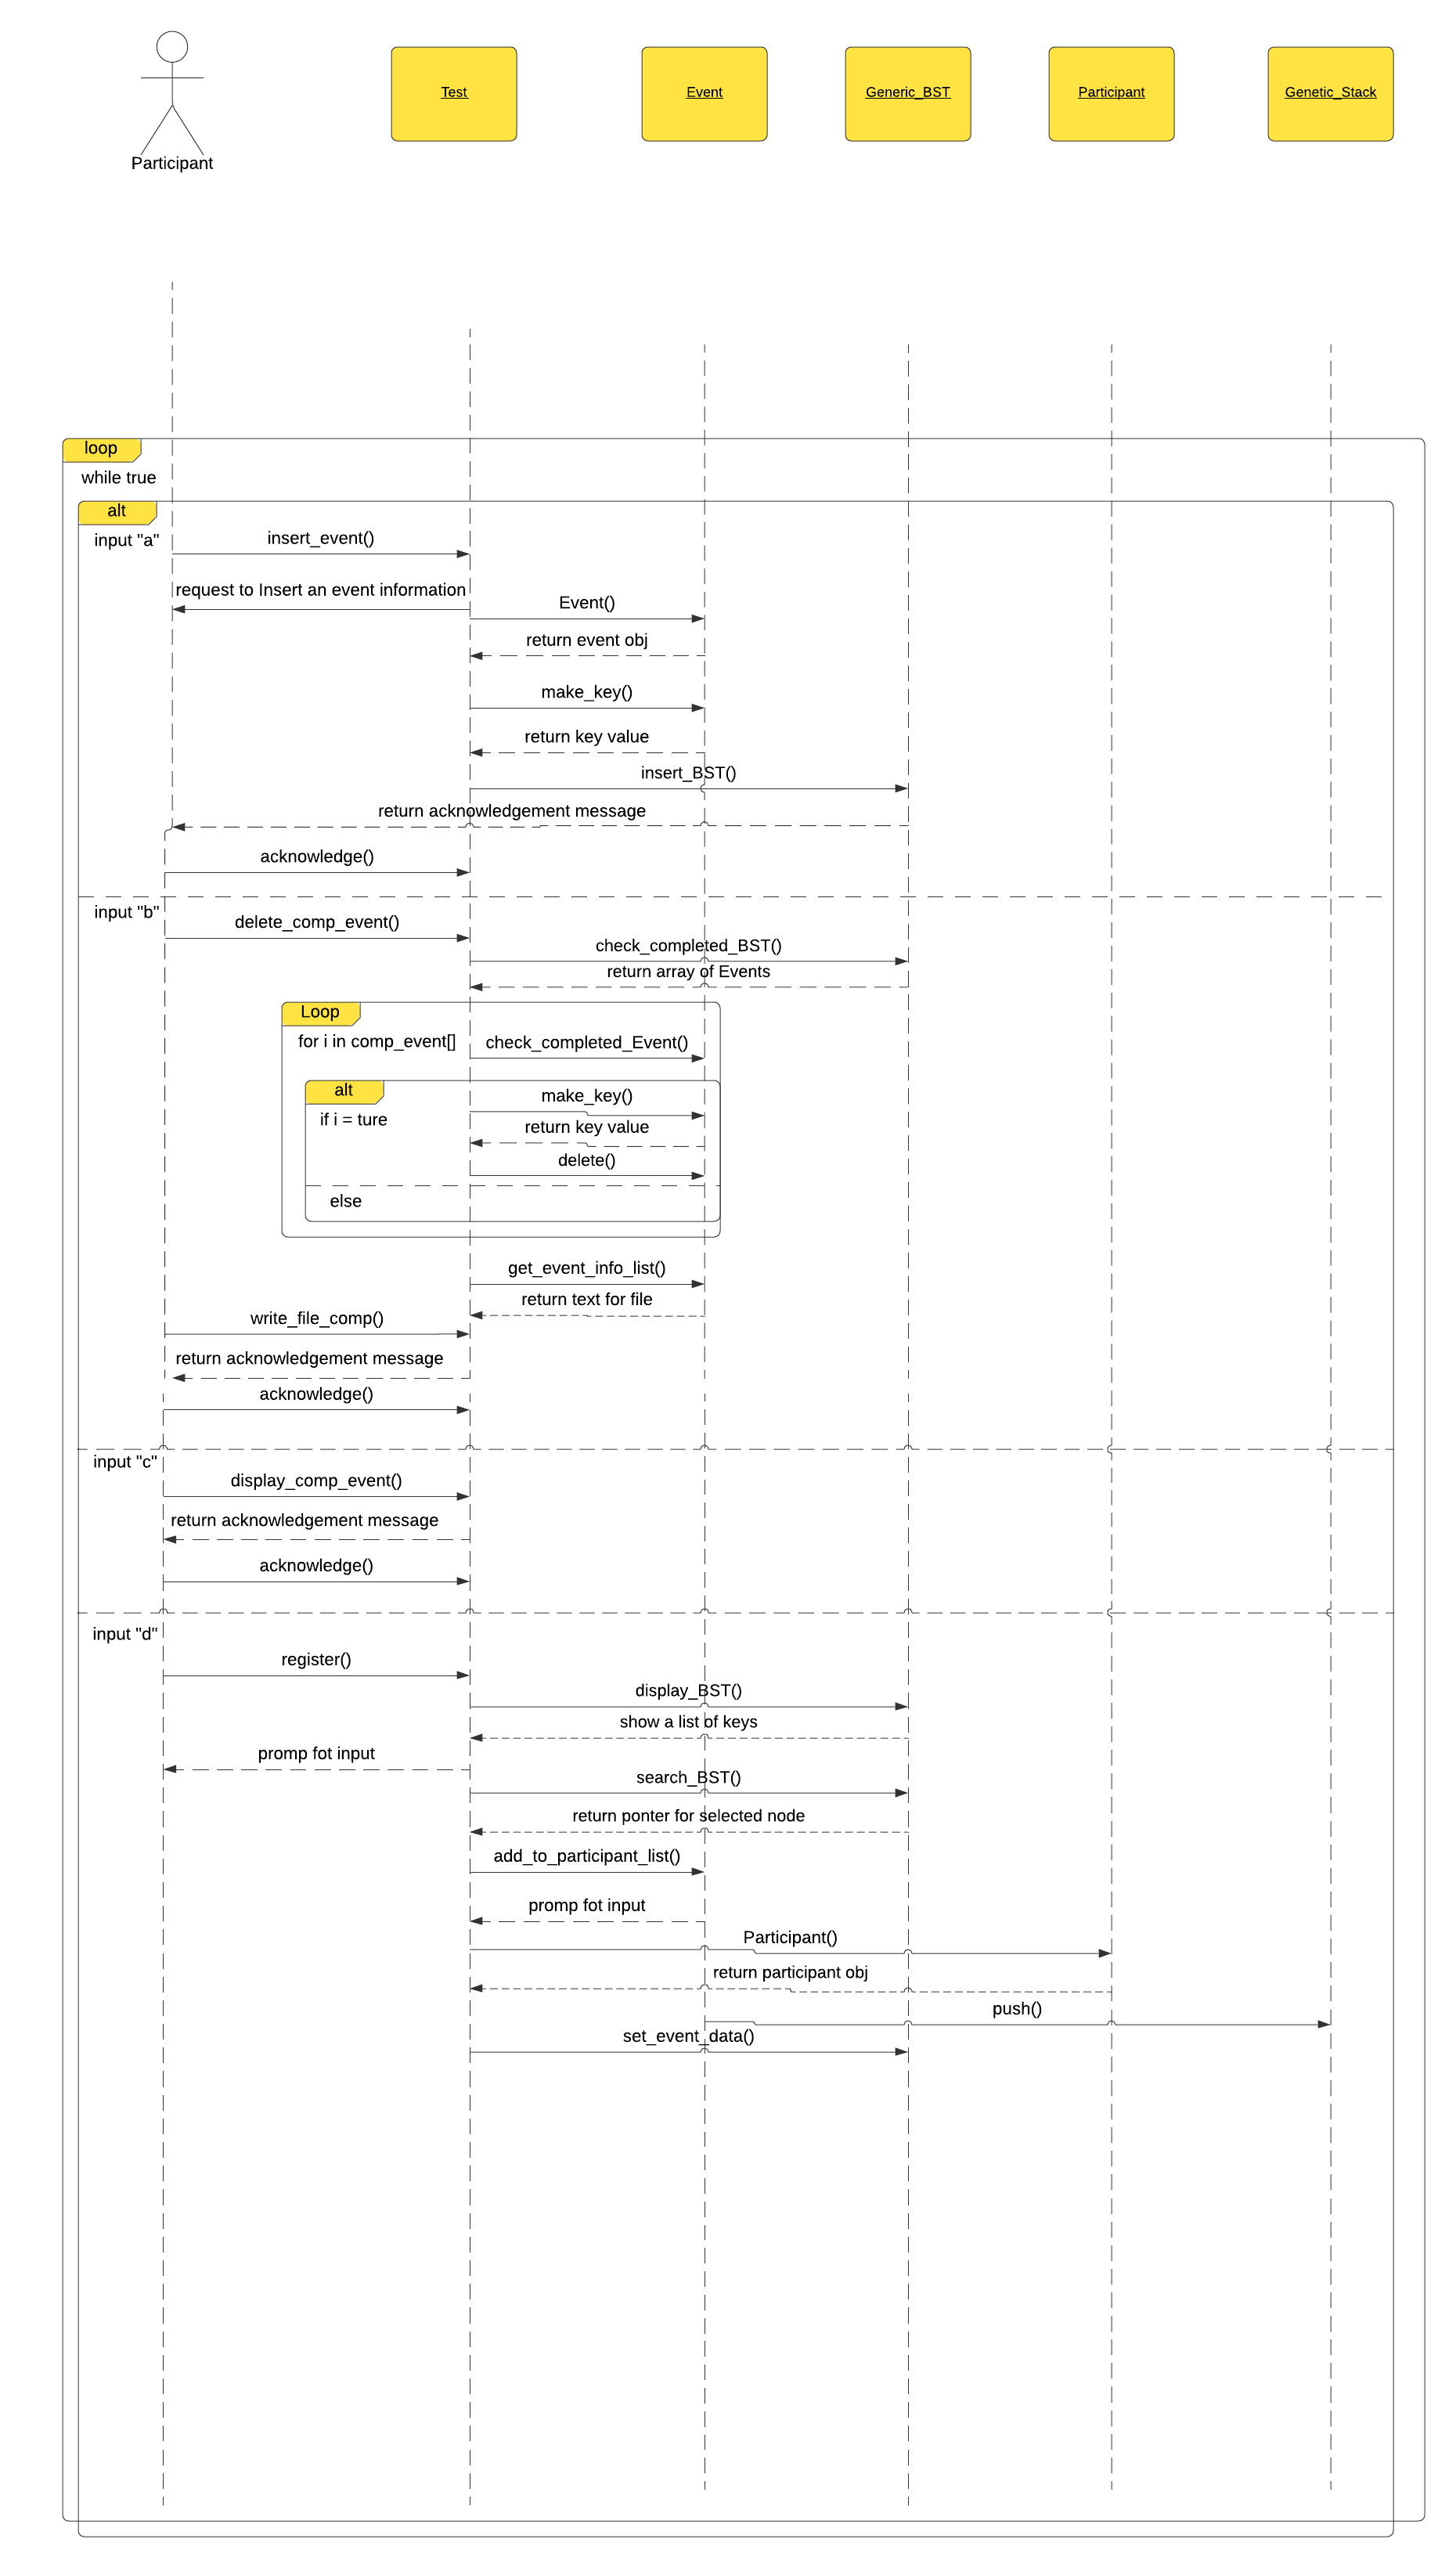 Participant
Test
Event
Generic_BST
Participant
Genetic_Stack
loop
while true
alt
input "a"
insert_event()
request to Insert an event information
Event()
return event obj
make_key()
return key value
insert_BST()
return acknowledgement message
acknowledge()
input "b"
delete_comp_event()
check_completed_BST()
return array of Events
Loop
for i in comp_event[]
check_completed_Event()
alt
make_key()
if i = ture
return key value
delete()
else
get_event_info_list()
return text for file
write_file_comp()
return acknowledgement message
acknowledge()
input "c"
display_comp_event()
return acknowledgement message
acknowledge()
input "d"
register()
display_BST()
show a list of keys
promp fot input
search_BST()
return ponter for selected node
add_to_participant_list()
promp fot input
Participant()
return participant obj
push()
set_event_data()